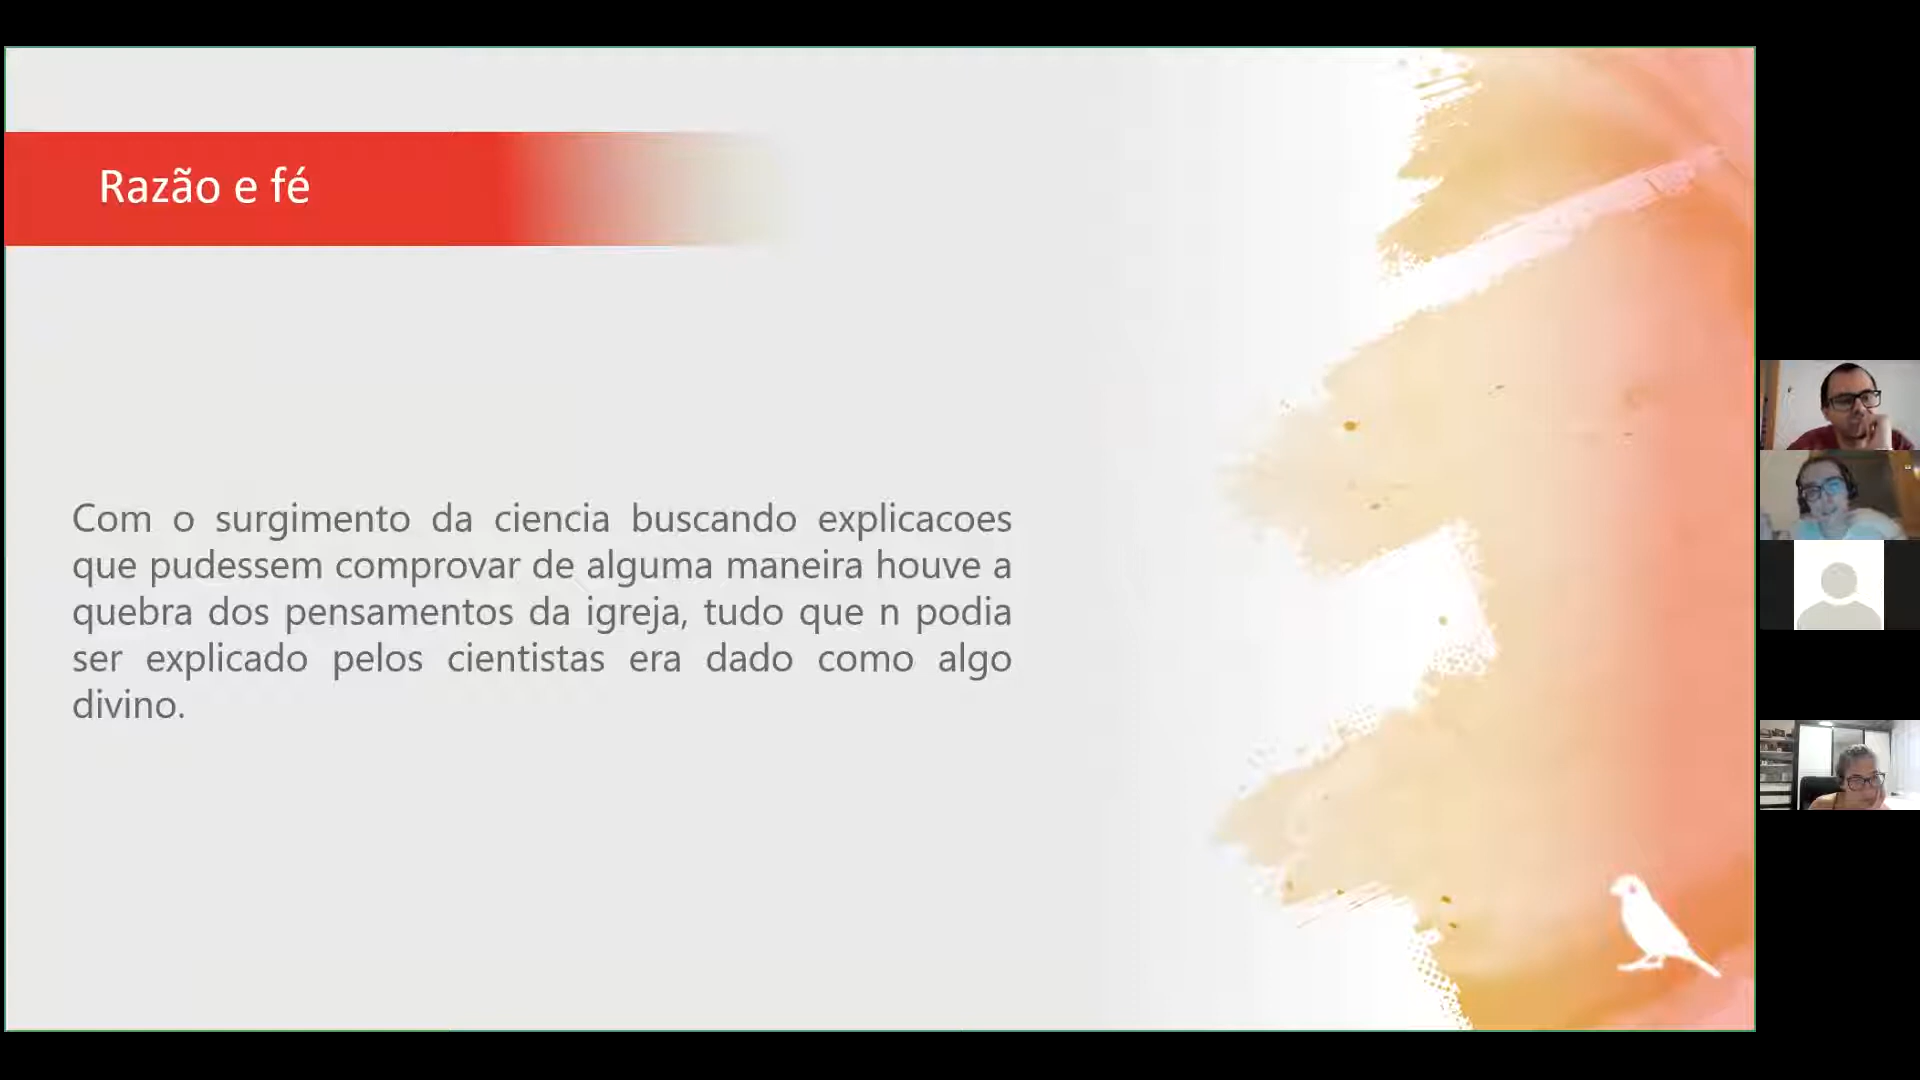 Razão e fé
Com o surgimento da ciencia buscando explicacoes
que pudessem comprovar de alguma maneira houve a
quebra dos pensamentos da igreja, tudo que n podia
ser explicado pelos cientistas era dado como algo
divino.